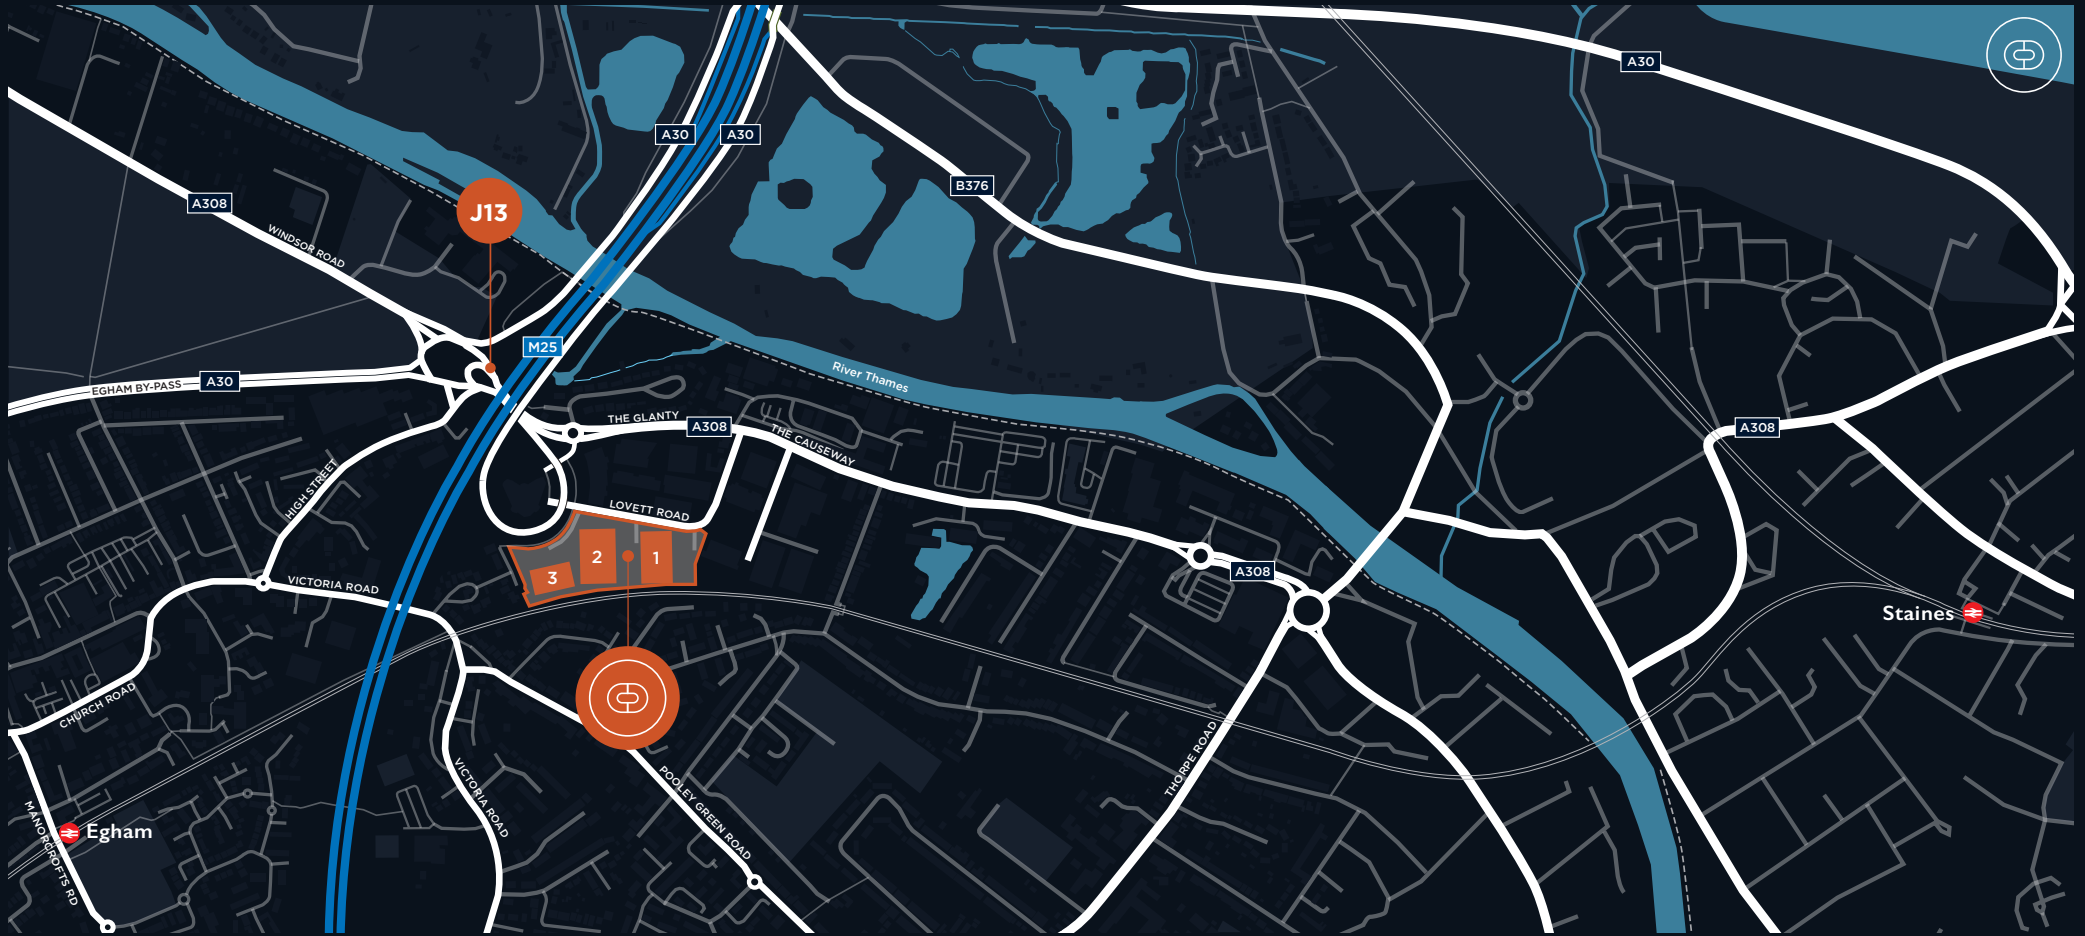 A30
A30
A30
B376
A308
J13
WINDSOR ROAD
M25
River Thames
EGHAM BY-PASS
A30
THE GLANTY
A308
THE CAUSEWAY
A308
HIGH STREET
LOVETT ROAD
2
1
3
A308
VICTORIA ROAD
Staines
CHURCH ROAD
THORPE ROAD
VICTORIA ROAD
POOLEY GREEN ROAD
MANORCROFTS RD
Egham